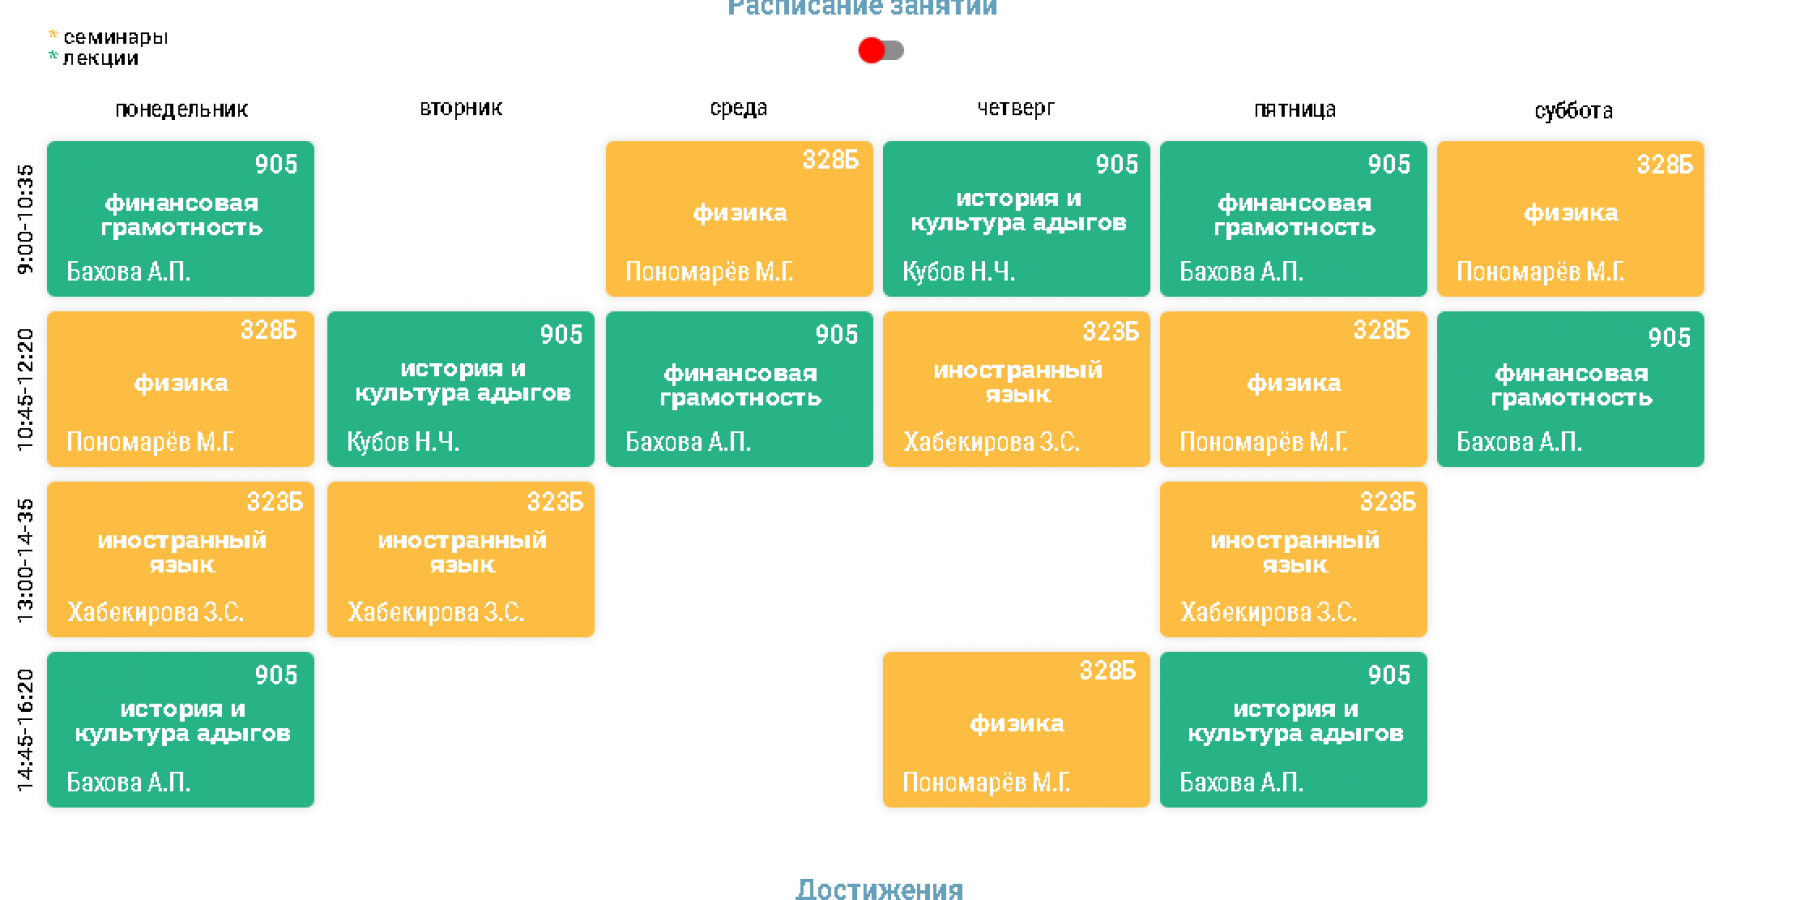 Расписание занятий
* семинары
* лекции
понедельник вторник среда четверг пятница суббота
9:00-10:35
905
финансовая
грамотность
Бахова А.П.
328Б
физика
Пономарёв М.Г.
905
история и
культура адыгов
Кубов Н.Ч.
905
финансовая
грамотность
Бахова А.П.
328Б
физика
Пономарёв М.Г.
10:45-12:20
328Б
физика
Пономарёв М.Г.
905
история и
культура адыгов
Кубов Н.Ч.
905
финансовая
грамотность
Бахова А.П.
323Б
иностранный
язык
Хабекирова З.С.
328Б
физика
Пономарёв М.Г.
905
финансовая
грамотность
Бахова А.П.
13:00-14-35
323Б
иностранный
язык
Хабекирова З.С.
323Б
иностранный
язык
Хабекирова З.С.
323Б
иностранный
язык
Хабекирова З.С.
14:45-16:20
905
история и
культура адыгов
Бахова А.П.
328Б
физика
Пономарёв М.Г.
905
история и
культура адыгов
Бахова А.П.
Достижения